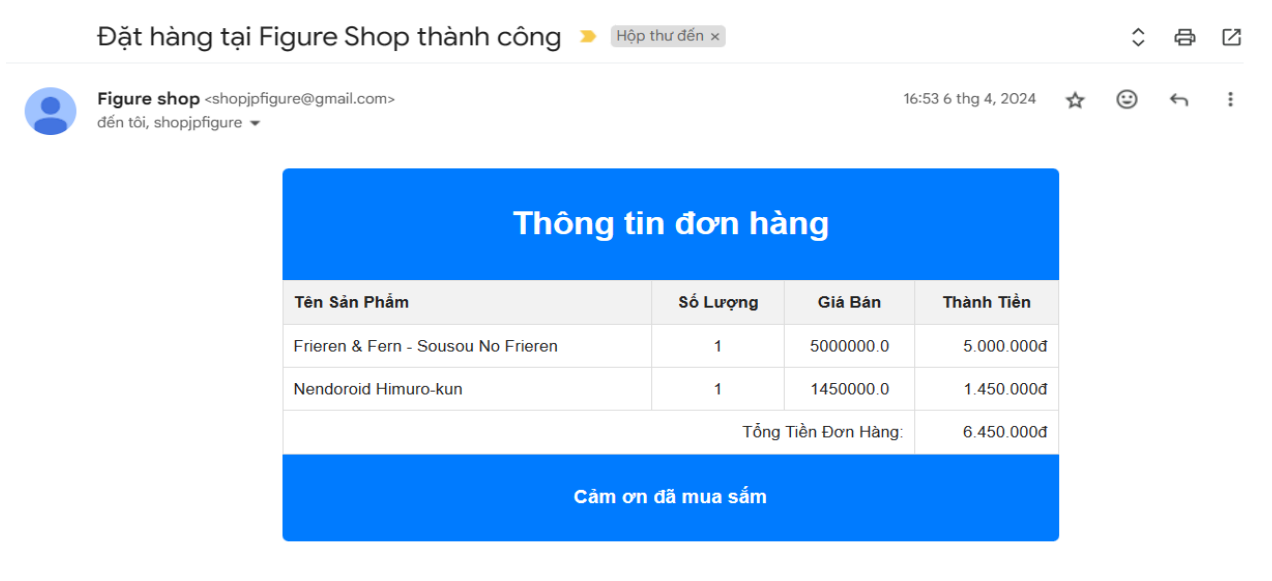 Đặt hàng tại Figure Shop thành công Hộp thư đến ×
Figure shop <shopjpfigure@gmail.com> 16:53 6 thg 4, 2024
đến tôi, shopjpfigure
Thông tin đơn hàng
Tên Sản Phẩm Số Lượng Giá Bán Thành Tiền
Frieren & Fern - Sousou No Frieren 1 5000000.0 5.000.000đ
Nendoroid Himuro-kun 1 1450000.0 1.450.000đ
Tổng Tiền Đơn Hàng: 6.450.000đ
Cảm ơn đã mua sắm